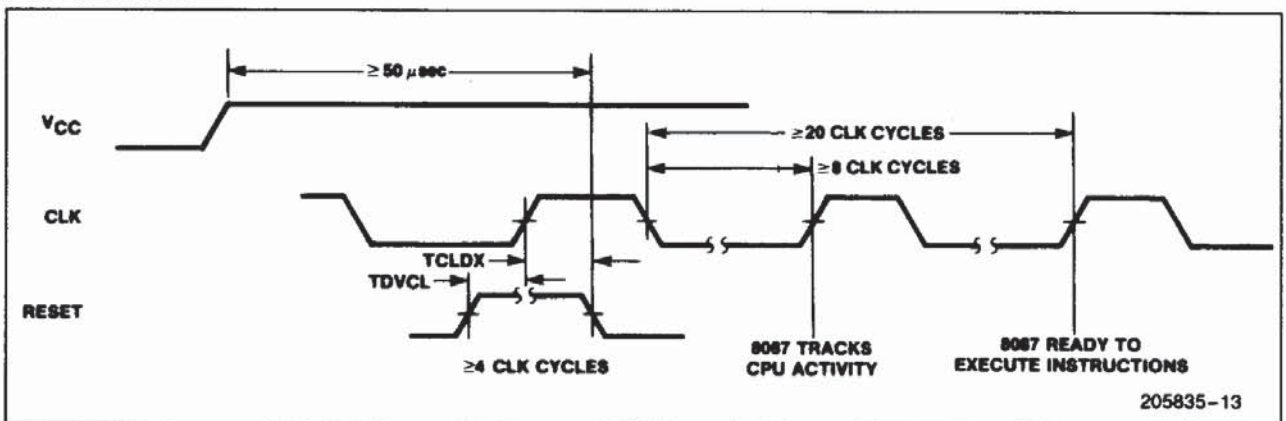 ≥ 50 μsec
VCC
≥20 CLK CYCLES
≥8 CLK CYCLES
CLK
TCLDX
TDVCL
RESET
≥4 CLK CYCLES
8087 TRACKS
CPU ACTIVITY
8087 READY TO
EXECUTE INSTRUCTIONS
205835-13